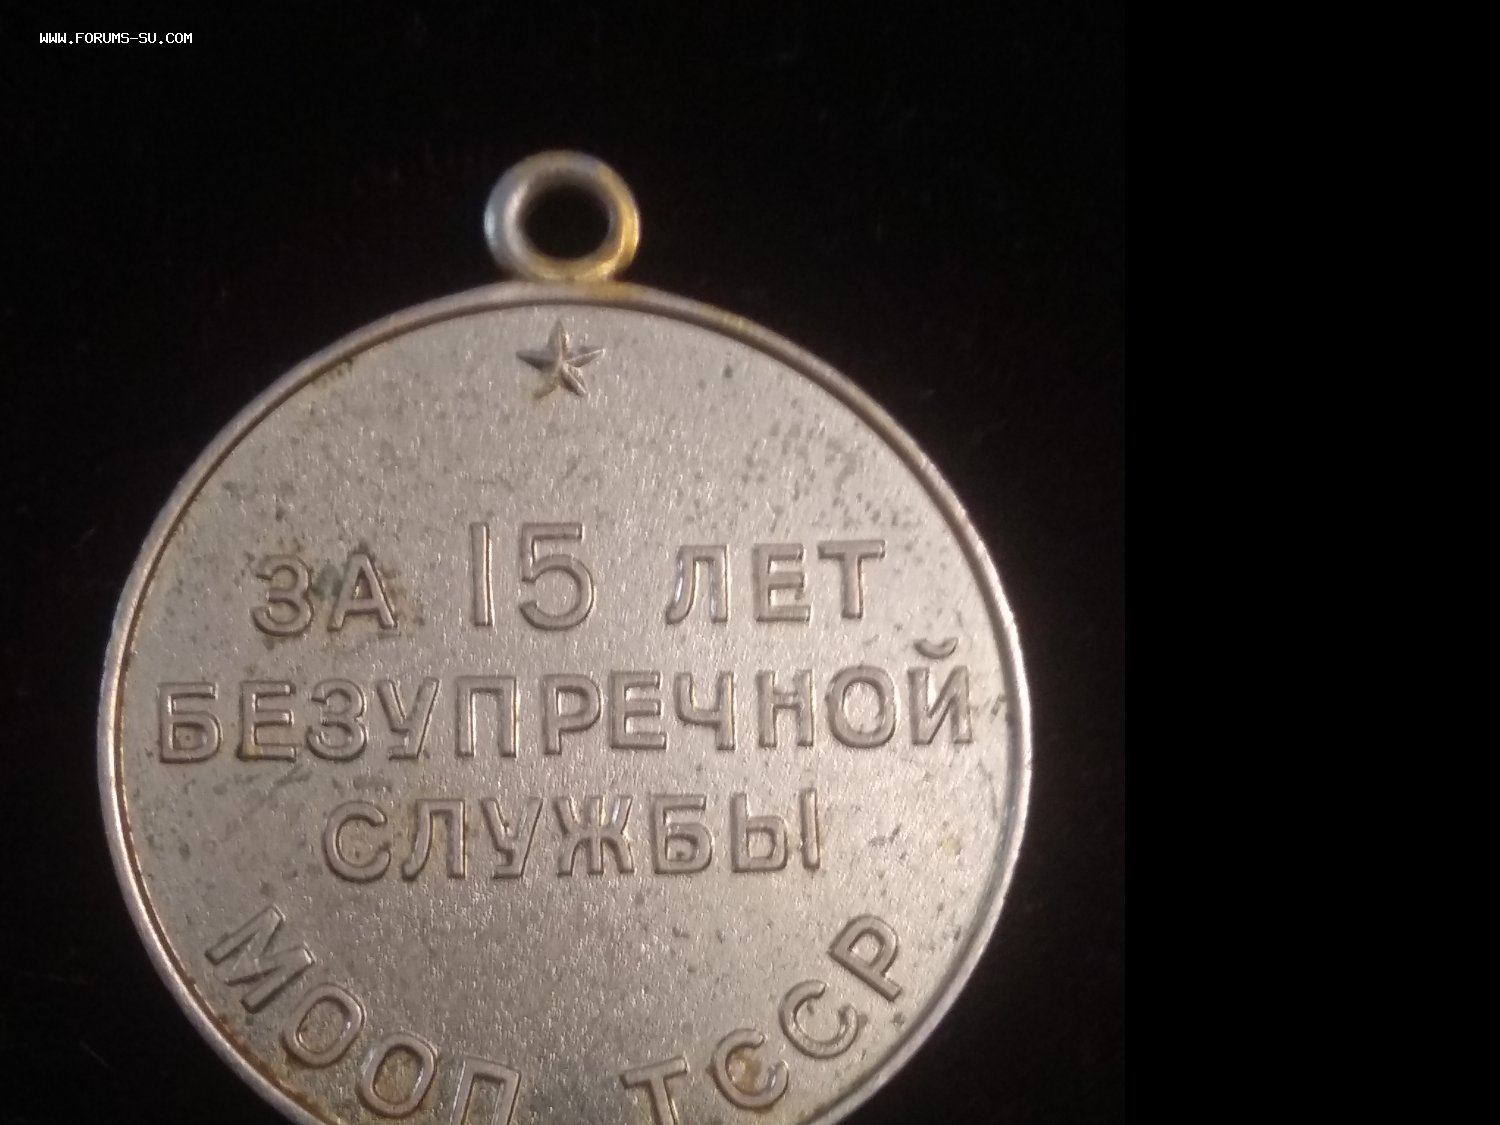 WWW.FORUMS-SU.COM
ЗА 15 ЛЕТ
БЕЗУПРЕЧНОЙ
СЛУЖБЫ
МООП ТССР